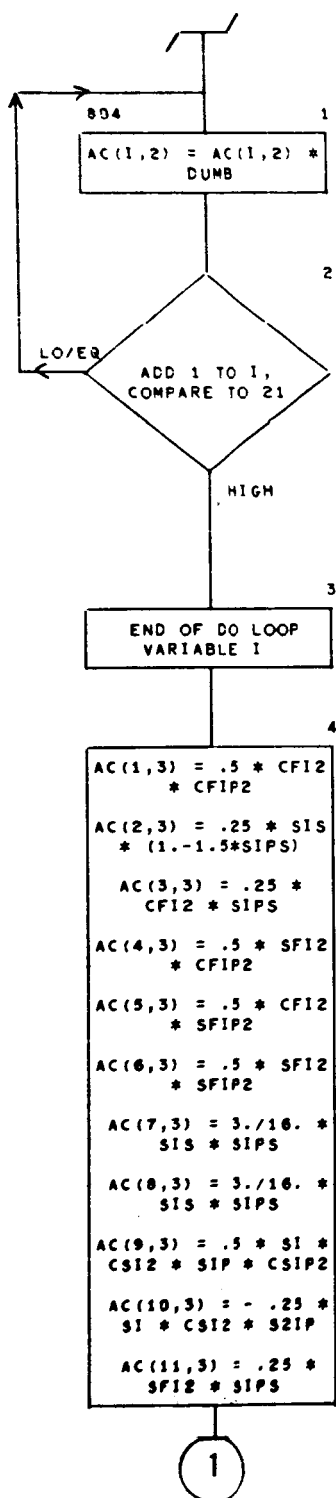 804 1
AC(I,2) = AC(I,2) *
DUMB
2
LO/EQ
ADD 1 TO I,
COMPARE TO 21
HIGH
3
END OF DO LOOP
VARIABLE I
4
AC(1,3) = .5 * CFI2
* CFIP2
AC(2,3) = .25 * SIS
* (1.-1.5*SIPS)
AC(3,3) = .25 *
CFI2 * SIPS
AC(4,3) = .5 * SFI2
* CFIP2
AC(5,3) = .5 * CFI2
* SFIP2
AC(6,3) = .5 * SFI2
* SFIP2
AC(7,3) = 3./16. *
SIS * SIPS
AC(8,3) = 3./16. *
SIS * SIPS
AC(9,3) = .5 * SI *
CSI2 * SIP * CSIP2
AC(10,3) = - .25 *
SI * CSI2 * S2IP
AC(11,3) = .25 *
SFI2 * SIPS
1